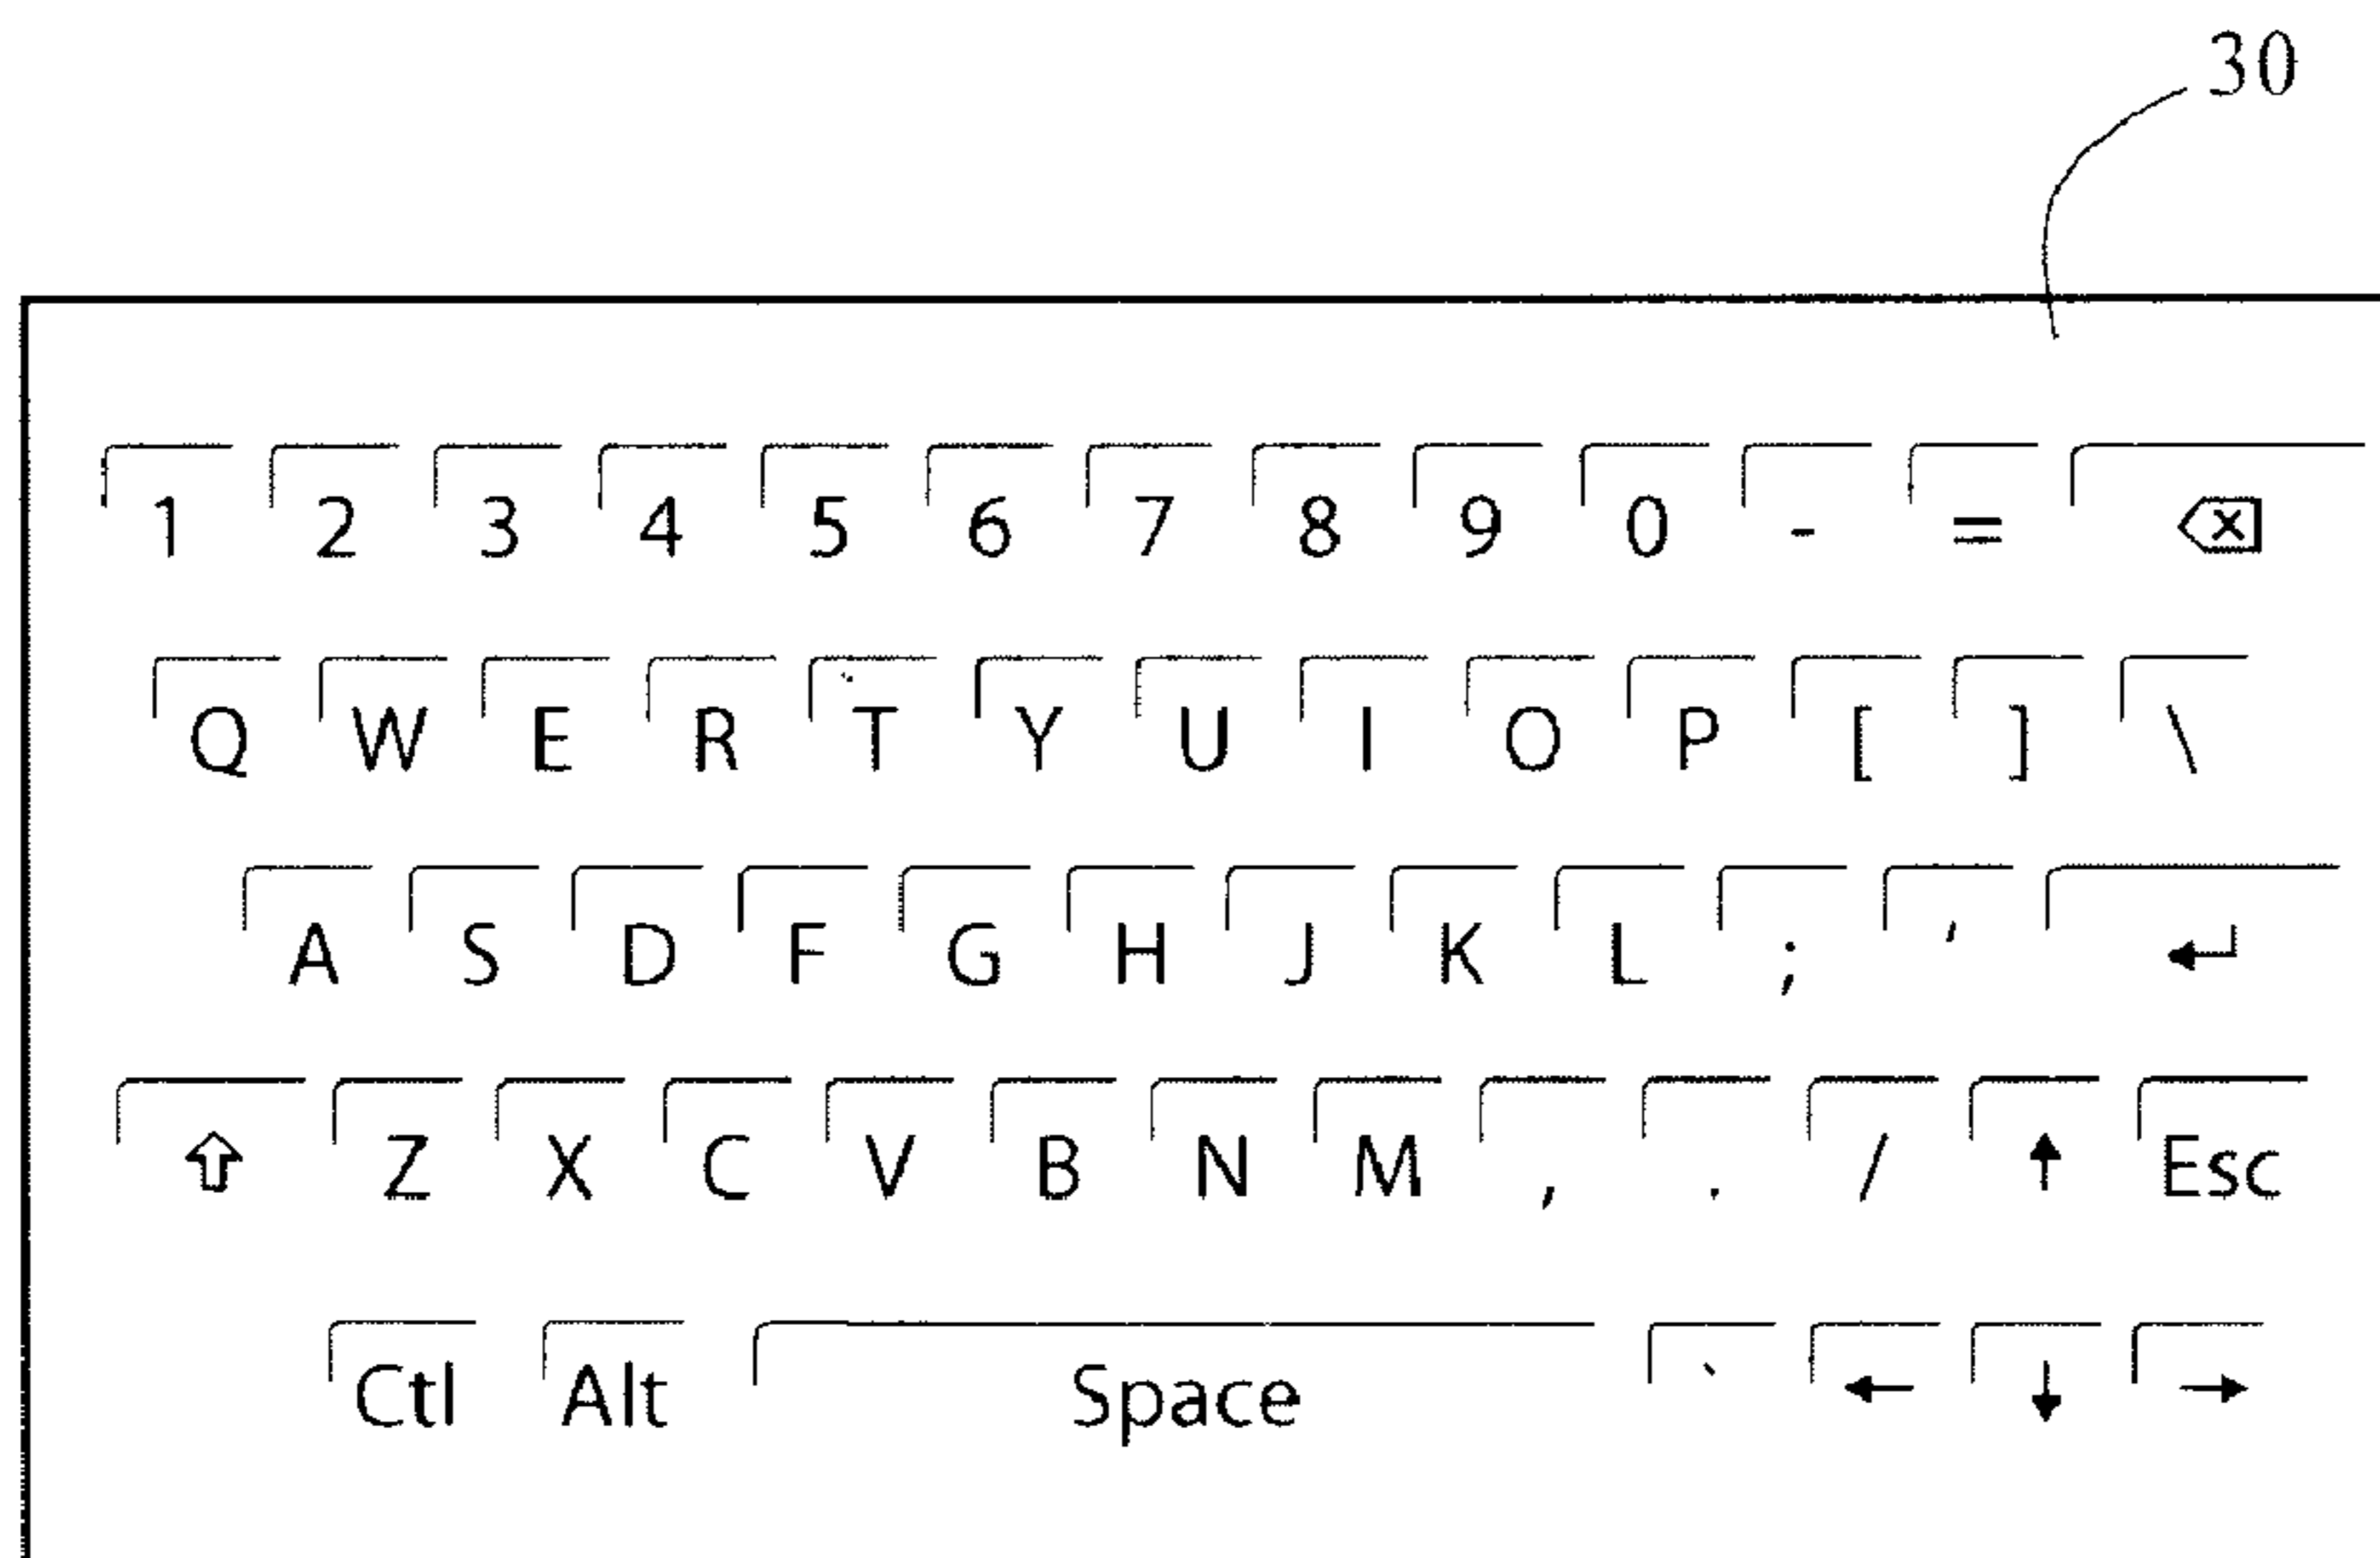 30
1 2 3 4 5 6 7 8 9 0 - = ⌫
Q W E R T Y U I O P [ ] \
A S D F G H J K L ; ' ↵
⇧ Z X C V B N M , . / ↑ Esc
Ctl Alt Space ` ← ↓ →